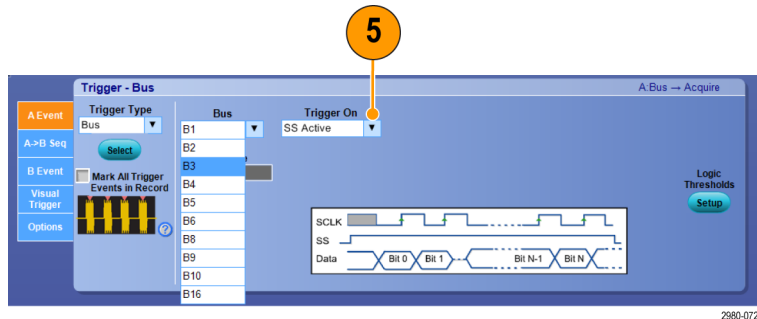 5
Trigger - Bus
A:Bus → Acquire
A Event
A->B Seq
B Event
Visual
Trigger
Options
Trigger Type
Bus
Select
Mark All Trigger
Events in Record
Bus
B1
B2
B3
B4
B5
B6
B8
B9
B10
B16
Trigger On
SS Active
SCLK
SS
Data
Bit 0
Bit 1
Bit N-1
Bit N
Logic
Thresholds
Setup
2980-072